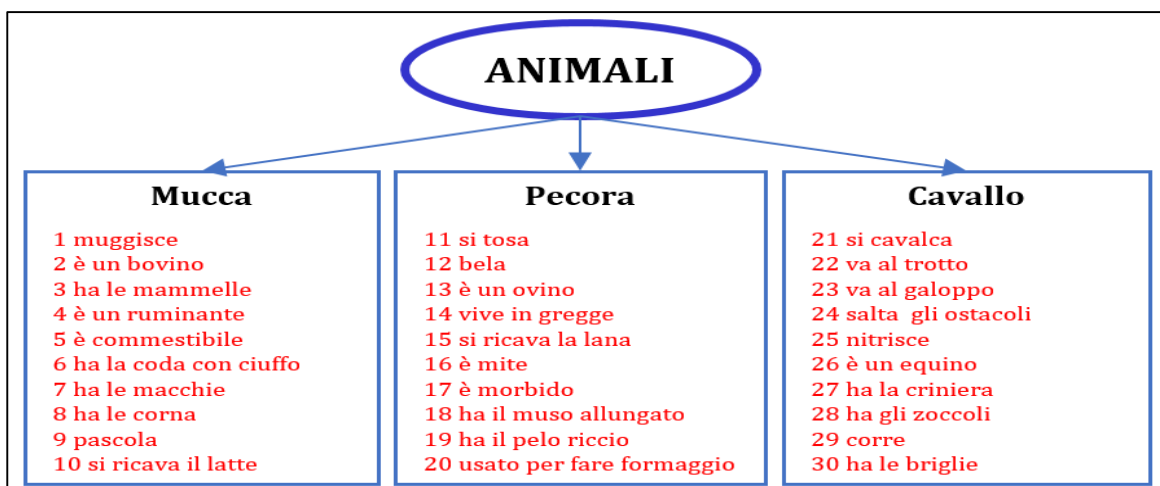 ANIMALI
Mucca
1 muggisce
2 è un bovino
3 ha le mammelle
4 è un ruminante
5 è commestibile
6 ha la coda con ciuffo
7 ha le macchie
8 ha le corna
9 pascola
10 si ricava il latte
Pecora
11 si tosa
12 bela
13 è un ovino
14 vive in gregge
15 si ricava la lana
16 è mite
17 è morbido
18 ha il muso allungato
19 ha il pelo riccio
20 usato per fare formaggio
Cavallo
21 si cavalca
22 va al trotto
23 va al galoppo
24 salta gli ostacoli
25 nitrisce
26 è un equino
27 ha la criniera
28 ha gli zoccoli
29 corre
30 ha le briglie